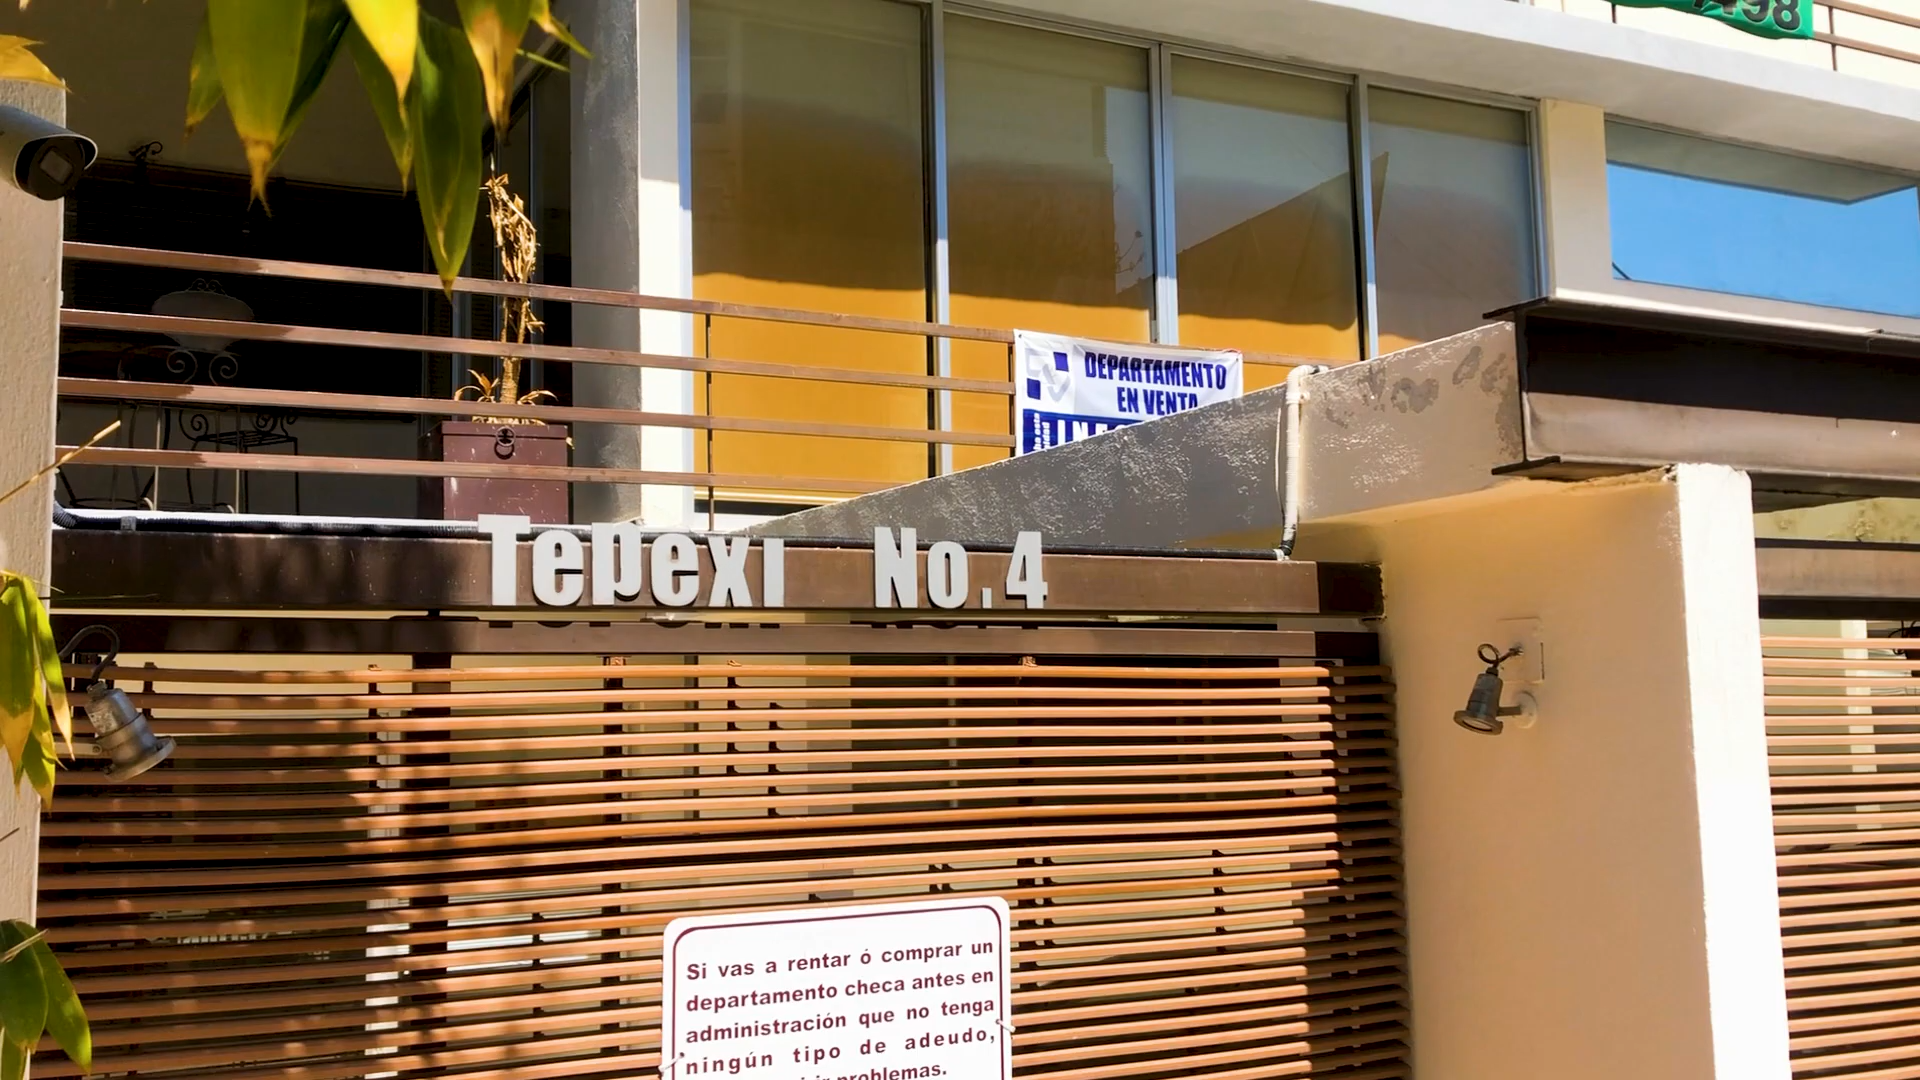 498
DEPARTAMENTO
EN VENTA
Tepexi No.4
Si vas a rentar ó comprar un
departamento checa antes en
administración que no tenga
ningún tipo de adeudo,
problemas.